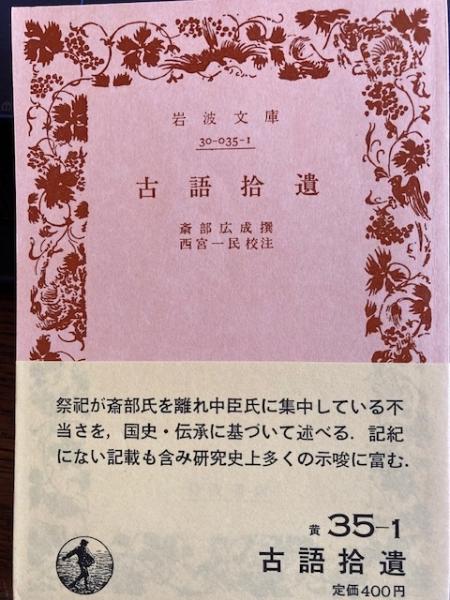 岩波文庫
30-035-1
古語拾遺
斎部広成撰
西宮一民校注
祭祀が斎部氏を離れ中臣氏に集中している不
当さを，国史・伝承に基づいて述べる．記紀
にない記載も含み研究史上多くの示唆に富む．
黄 35-1
古語拾遺
定価400円